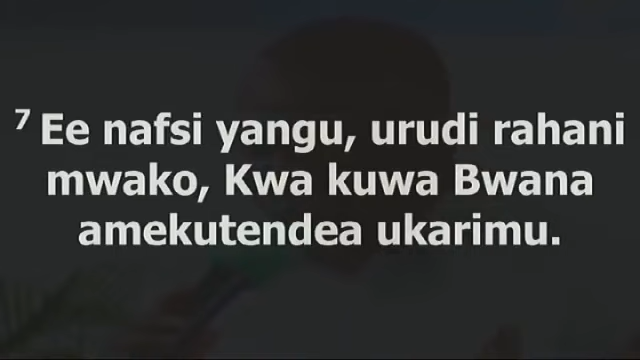 7 Ee nafsi yangu, urudi rahani
mwako, Kwa kuwa Bwana
amekutendea ukarimu.